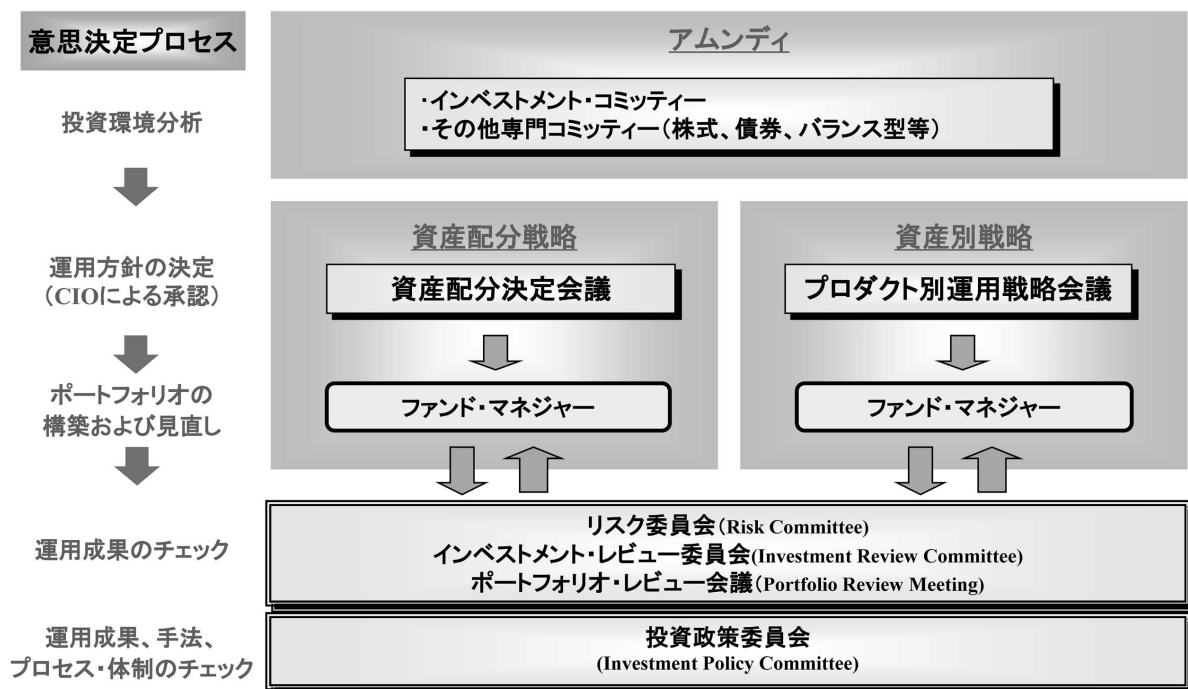 意思決定プロセス
アムンディ
投資環境分析
・インベストメント・コミッティー
・その他専門コミッティー（株式、債券、バランス型等）
運用方針の決定
（CIOによる承認）
資産配分戦略
資産配分決定会議
資産別戦略
プロダクト別運用戦略会議
ポートフォリオの
構築および見直し
ファンド・マネジャー
ファンド・マネジャー
運用成果のチェック
リスク委員会（Risk Committee）
インベストメント・レビュー委員会(Investment Review Committee)
ポートフォリオ・レビュー会議（Portfolio Review Meeting)
運用成果、手法、
プロセス・体制のチェック
投資政策委員会
(Investment Policy Committee)